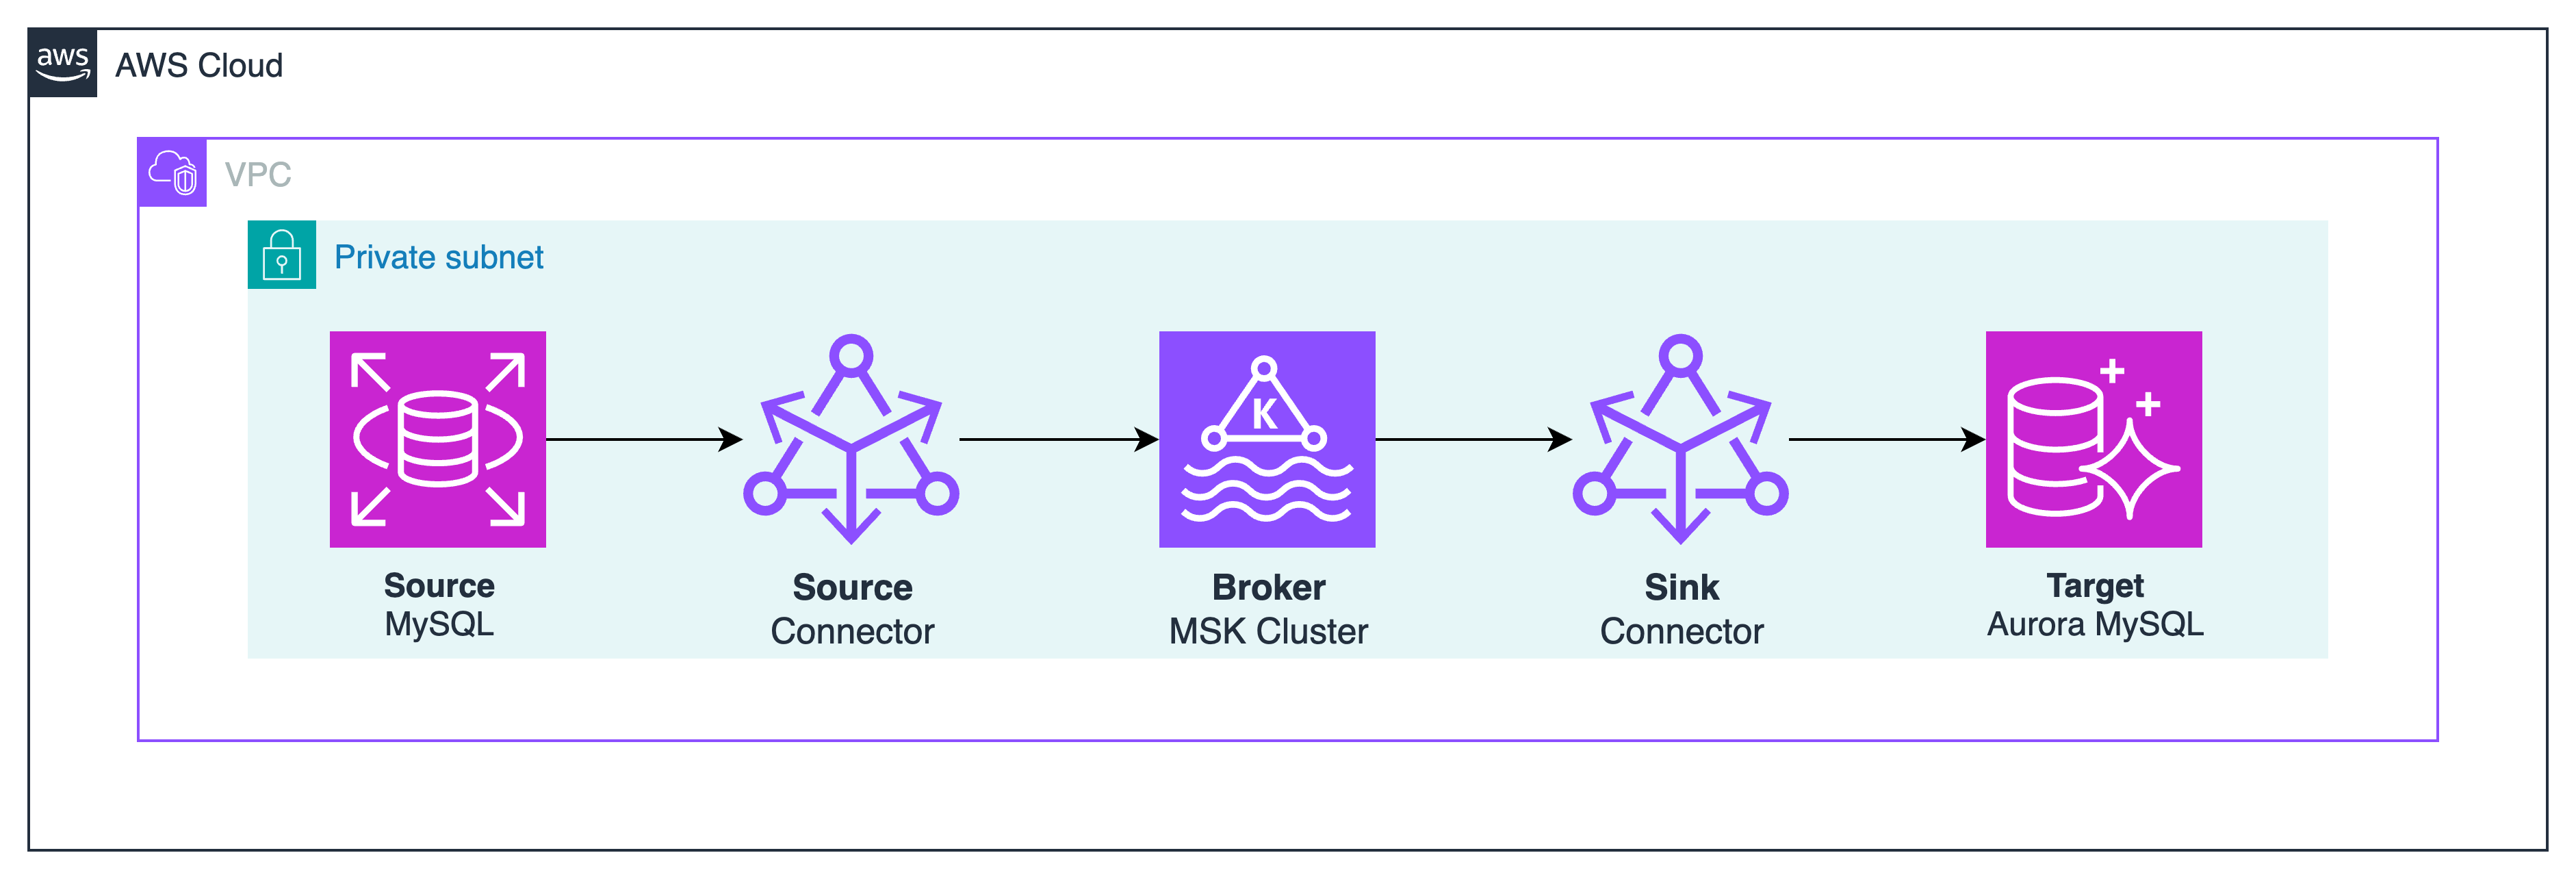 aws
AWS Cloud
VPC
Private subnet
K
Source
MySQL
Source
Connector
Broker
MSK Cluster
Sink
Connector
Target
Aurora MySQL